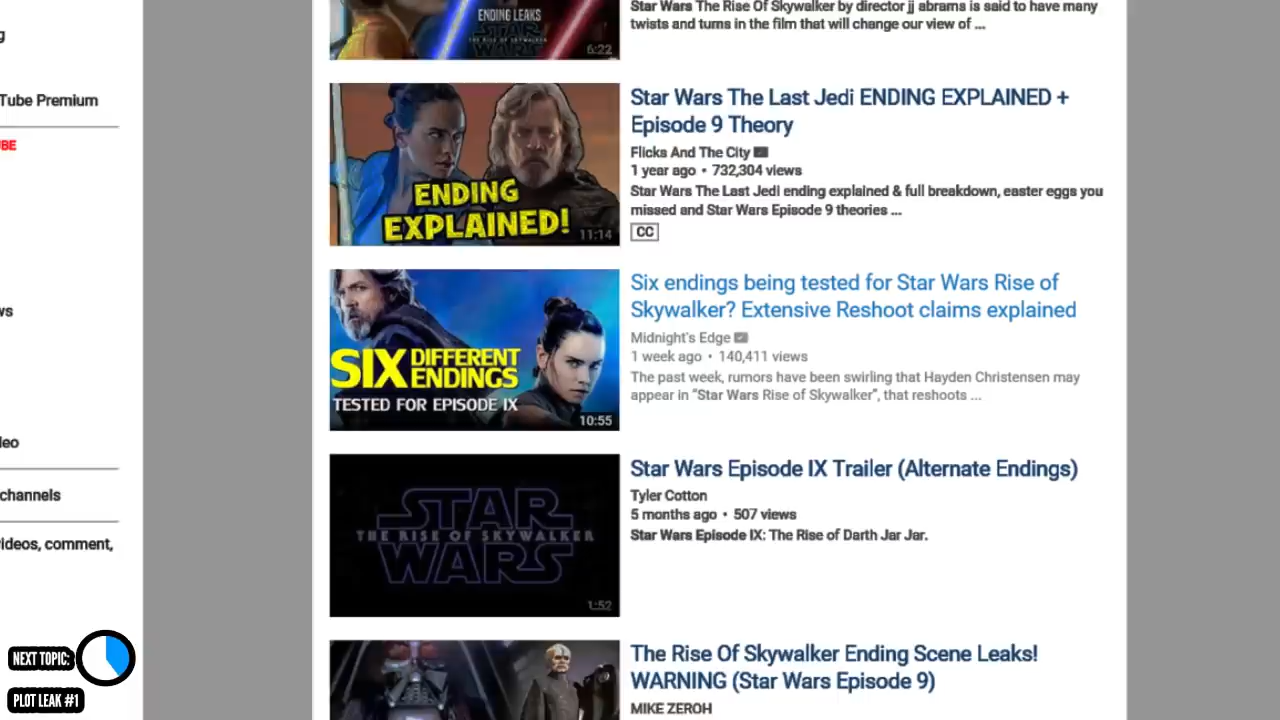 ENDING LEAKS
STAR
THE RISE OF SKYWALKER
WARS
6:22
Star Wars The Rise Of Skywalker by director jj abrams is said to have many
twists and turns in the film that will change our view of ...
g
Tube Premium
BE
ws
deo
channels
videos, comment,
ENDING
EXPLAINED!
11:14
Star Wars The Last Jedi ENDING EXPLAINED +
Episode 9 Theory
Flicks And The City
1 year ago • 732,304 views
Star Wars The Last Jedi ending explained & full breakdown, easter eggs you
missed and Star Wars Episode 9 theories ...
CC
SIX DIFFERENT
ENDINGS
TESTED FOR EPISODE IX
10:55
Six endings being tested for Star Wars Rise of
Skywalker? Extensive Reshoot claims explained
Midnight's Edge
1 week ago • 140,411 views
The past week, rumors have been swirling that Hayden Christensen may
appear in “Star Wars Rise of Skywalker”, that reshoots ...
STAR
THE RISE OF SKYWALKER
WARS
1:52
Star Wars Episode IX Trailer (Alternate Endings)
Tyler Cotton
5 months ago • 507 views
Star Wars Episode IX: The Rise of Darth Jar Jar.
The Rise Of Skywalker Ending Scene Leaks!
WARNING (Star Wars Episode 9)
MIKE ZEROH
NEXT TOPIC:
PLOT LEAK #1